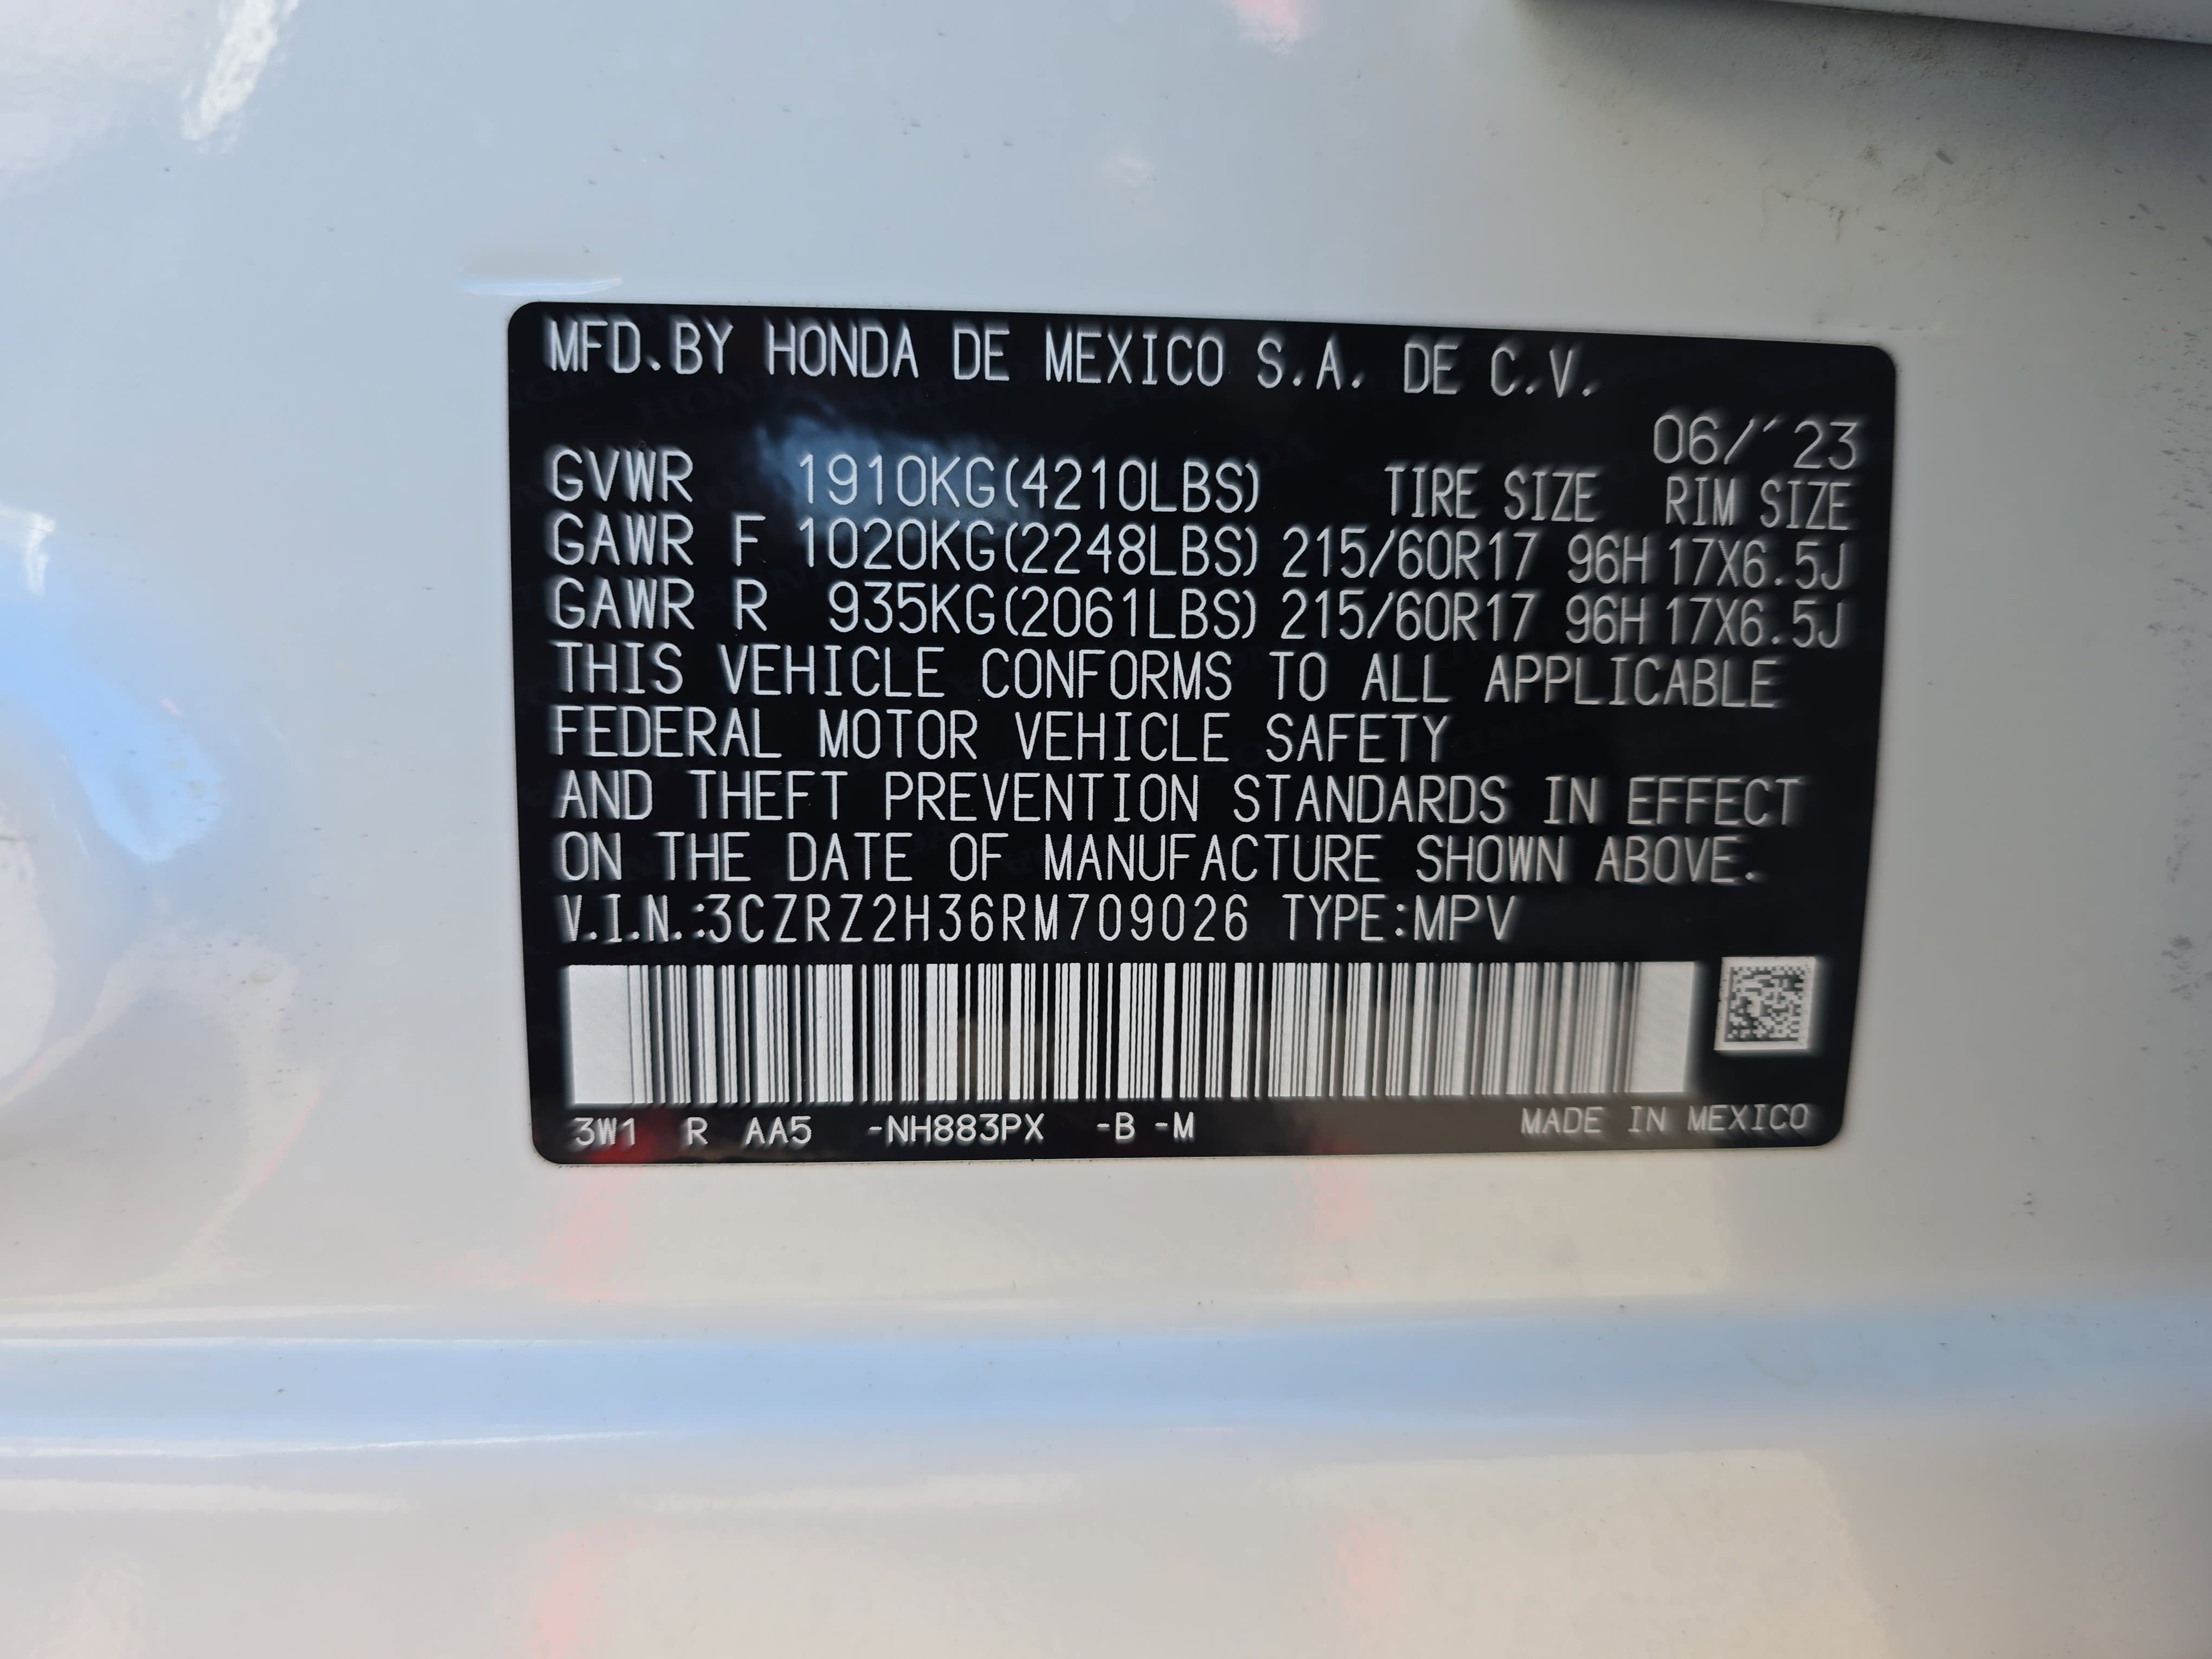 MFD.BY HONDA DE MEXICO S.A. DE C.V.
06/´23
GVWR 1910KG(4210LBS) TIRE SIZE RIM SIZE
GAWR F 1020KG(2248LBS) 215/60R17 96H 17X6.5J
GAWR R 935KG(2061LBS) 215/60R17 96H 17X6.5J
THIS VEHICLE CONFORMS TO ALL APPLICABLE
FEDERAL MOTOR VEHICLE SAFETY
AND THEFT PREVENTION STANDARDS IN EFFECT
ON THE DATE OF MANUFACTURE SHOWN ABOVE.
V.I.N.:3CZRZ2H36RM709026 TYPE:MPV
3W1 R AA5 -NH883PX -B -M MADE IN MEXICO